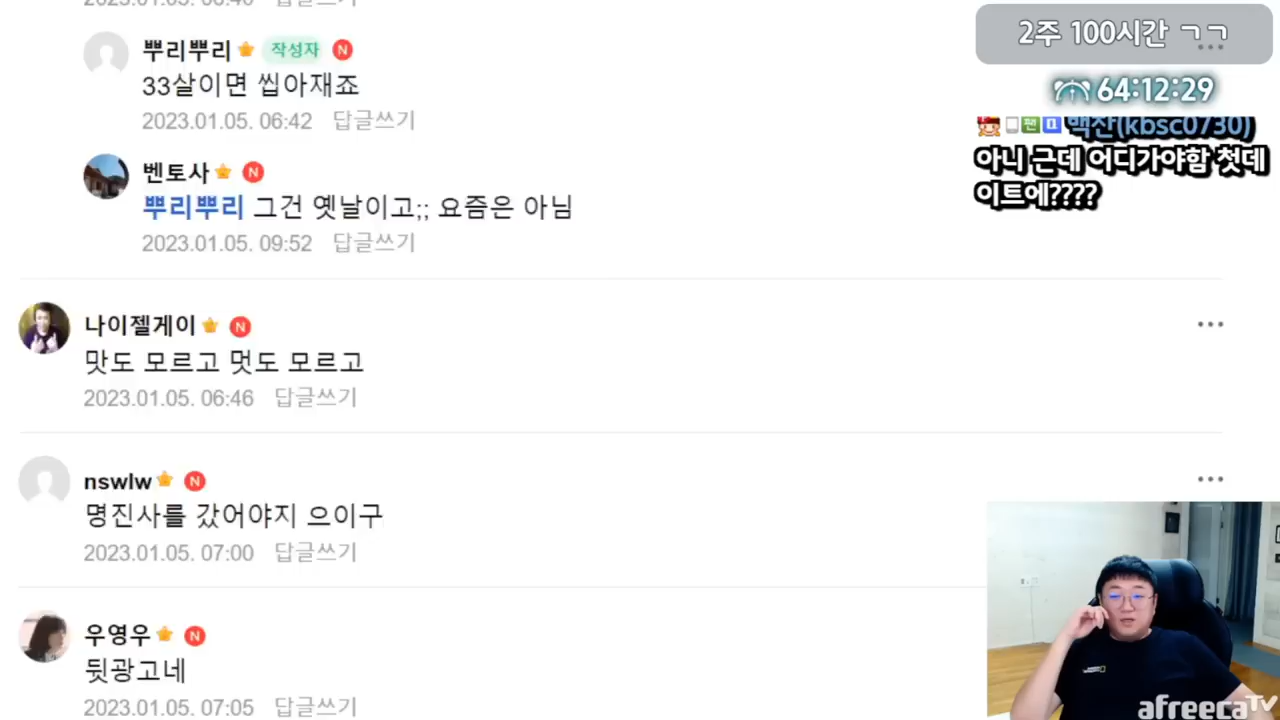 뿌리뿌리 작성자 N
33살이면 씹아재죠
2023.01.05. 06:42 답글쓰기
벤토사 N
뿌리뿌리 그건 옛날이고;; 요즘은 아님
2023.01.05. 09:52 답글쓰기
나이젤게이 N
맛도 모르고 멋도 모르고
2023.01.05. 06:46 답글쓰기
nswlw N
명진사를 갔어야지 으이구
2023.01.05. 07:00 답글쓰기
우영우 N
뒷광고네
2023.01.05. 07:05 답글쓰기
2주 100시간 ㄱㄱ
64:12:29
팬 백잔(kbsc0730)
아니 근데 어디가야함 첫데
이트에????
afreecaTV